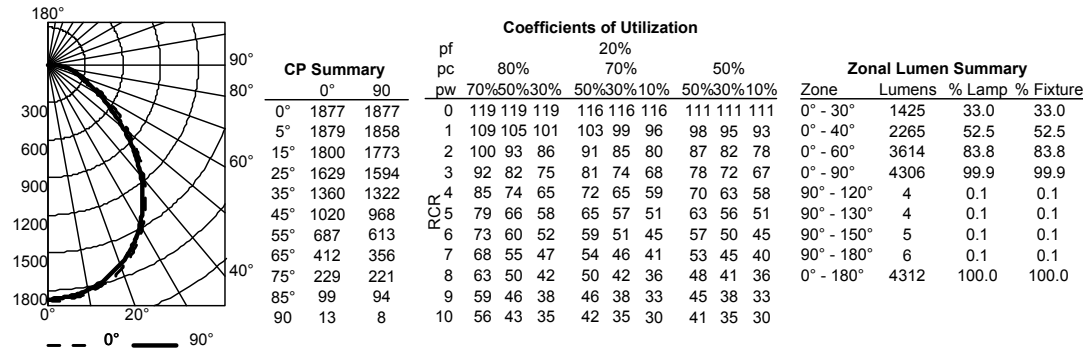 180°
90°
80°
60°
40°
300
600
900
1200
1500
1800
0° 20°
0° 90°
CP Summary
0° 90
0° 1877 1877
5° 1879 1858
15° 1800 1773
25° 1629 1594
35° 1360 1322
45° 1020 968
55° 687 613
65° 412 356
75° 229 221
85° 99 94
90 13 8
Coefficients of Utilization
pf 20%
pc 80% 70% 50%
pw 70%50%30% 50%30%10% 50%30%10%
RCR
0 119 119 119 116 116 116 111 111 111
1 109 105 101 103 99 96 98 95 93
2 100 93 86 91 85 80 87 82 78
3 92 82 75 81 74 68 78 72 67
4 85 74 65 72 65 59 70 63 58
5 79 66 58 65 57 51 63 56 51
6 73 60 52 59 51 45 57 50 45
7 68 55 47 54 46 41 53 45 40
8 63 50 42 50 42 36 48 41 36
9 59 46 38 46 38 33 45 38 33
10 56 43 35 42 35 30 41 35 30
Zonal Lumen Summary
Zone Lumens % Lamp % Fixture
0° - 30° 1425 33.0 33.0
0° - 40° 2265 52.5 52.5
0° - 60° 3614 83.8 83.8
0° - 90° 4306 99.9 99.9
90° - 120° 4 0.1 0.1
90° - 130° 4 0.1 0.1
90° - 150° 5 0.1 0.1
90° - 180° 6 0.1 0.1
0° - 180° 4312 100.0 100.0